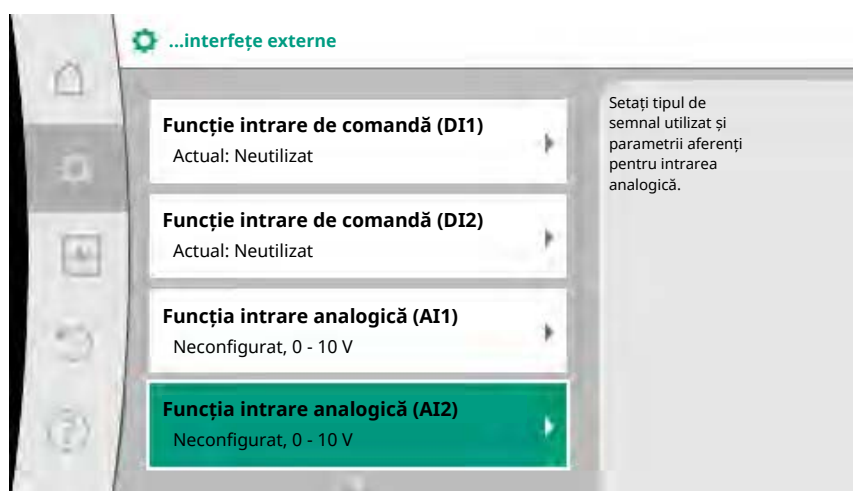 ...interfețe externe
Funcție intrare de comandă (DI1)
Actual: Neutilizat
Funcție intrare de comandă (DI2)
Actual: Neutilizat
Funcția intrare analogică (AI1)
Neconfigurat, 0 - 10 V
Funcția intrare analogică (AI2)
Neconfigurat, 0 - 10 V
Setați tipul de
semnal utilizat și
parametrii aferenți
pentru intrarea
analogică.